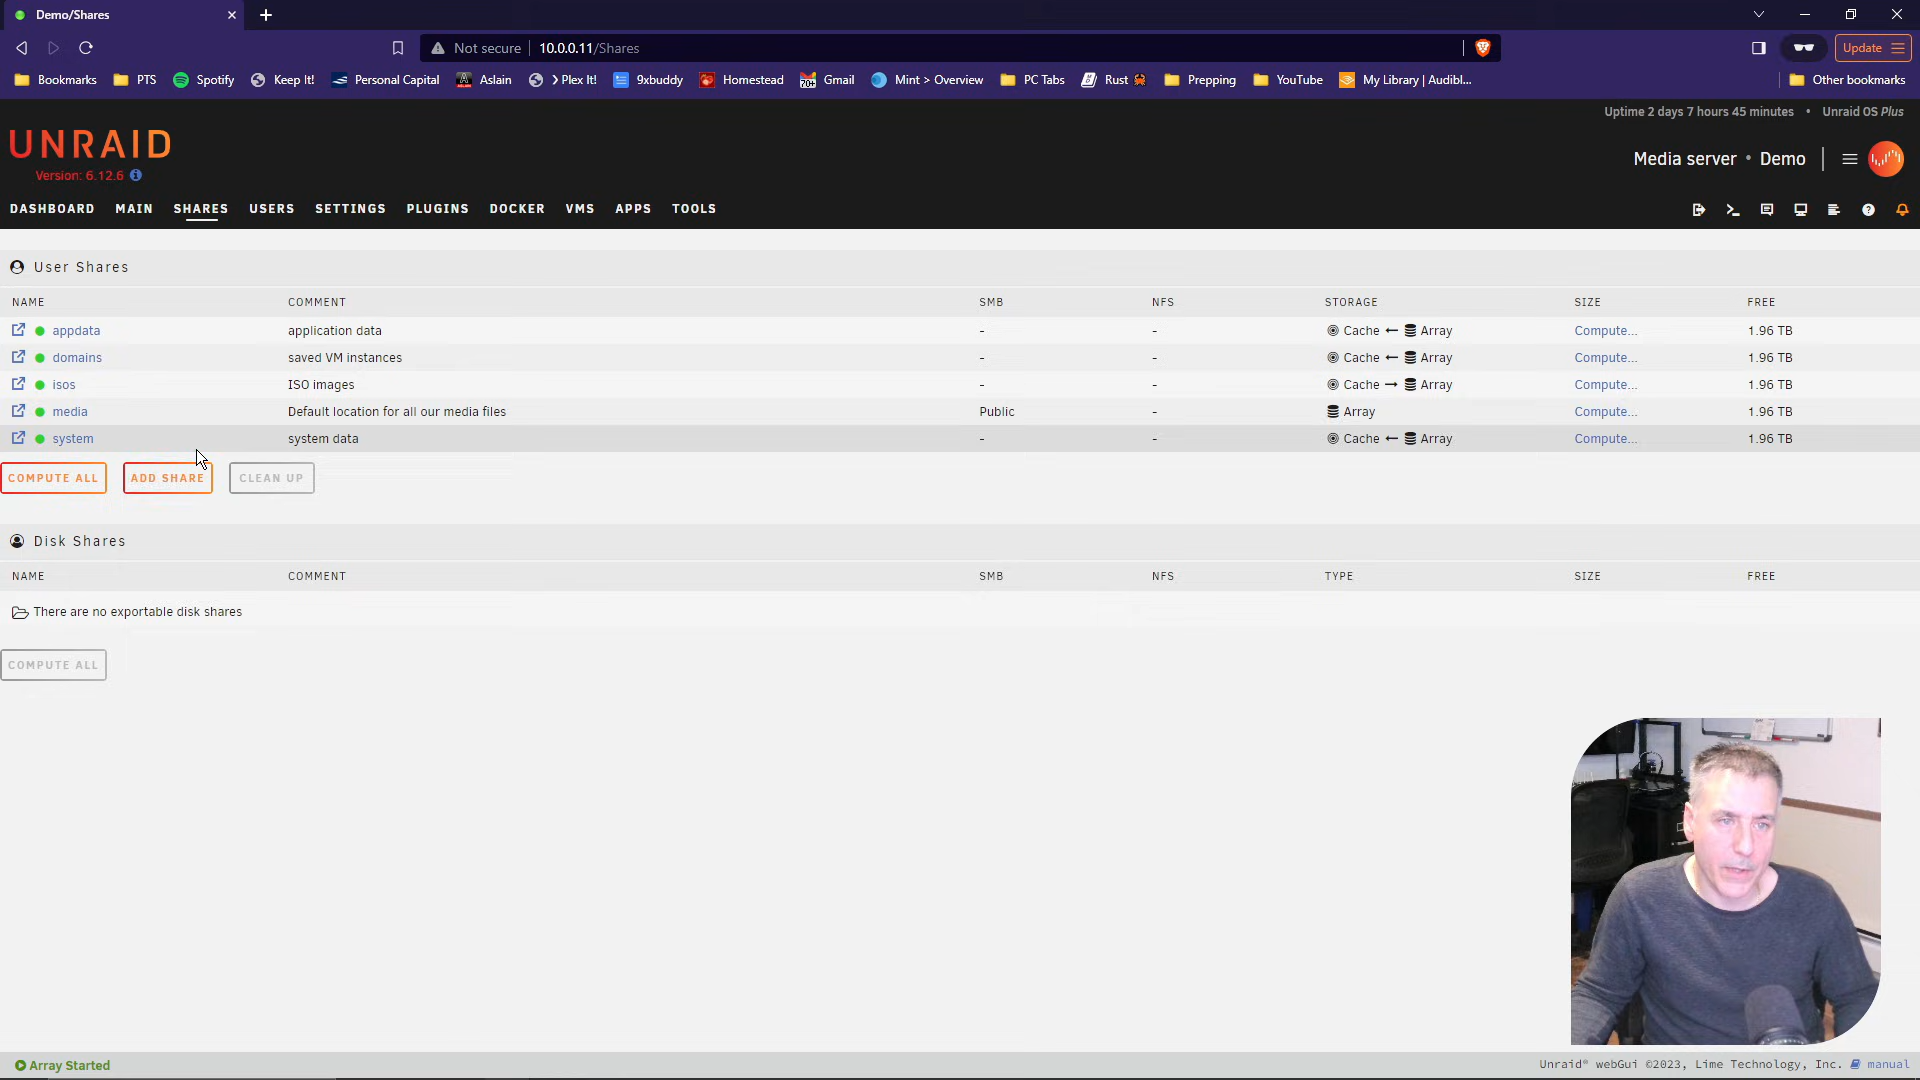 Demo/Shares
Not secure 10.0.0.11/Shares
Update
Bookmarks PTS Spotify Keep It! Personal Capital Aslain > Plex It! 9xbuddy Homestead Gmail Mint > Overview PC Tabs Rust Prepping YouTube My Library | Audibl... Other bookmarks
Uptime 2 days 7 hours 45 minutes • Unraid OS Plus
UNRAID
Version: 6.12.6
Media server • Demo
DASHBOARD MAIN SHARES USERS SETTINGS PLUGINS DOCKER VMS APPS TOOLS
User Shares
NAME COMMENT SMB NFS STORAGE SIZE FREE
appdata application data - - Cache ← Array Compute... 1.96 TB
domains saved VM instances - - Cache ← Array Compute... 1.96 TB
isos ISO images - - Cache → Array Compute... 1.96 TB
media Default location for all our media files Public - Array Compute... 1.96 TB
system system data - - Cache ← Array Compute... 1.96 TB
COMPUTE ALL ADD SHARE CLEAN UP
Disk Shares
NAME COMMENT SMB NFS TYPE SIZE FREE
There are no exportable disk shares
COMPUTE ALL
Array Started
Unraid® webGui ©2023, Lime Technology, Inc. manual